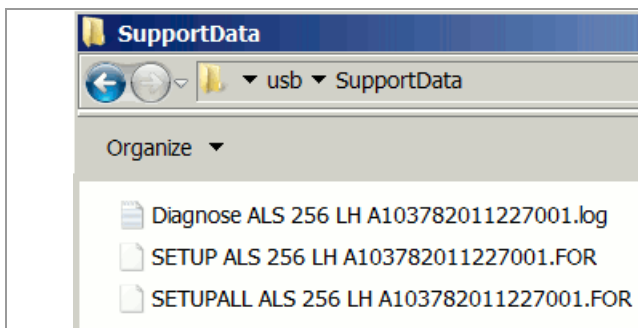 SupportData
usb SupportData
Organize
Diagnose ALS 256 LH A103782011227001.log
SETUP ALS 256 LH A103782011227001.FOR
SETUPALL ALS 256 LH A103782011227001.FOR